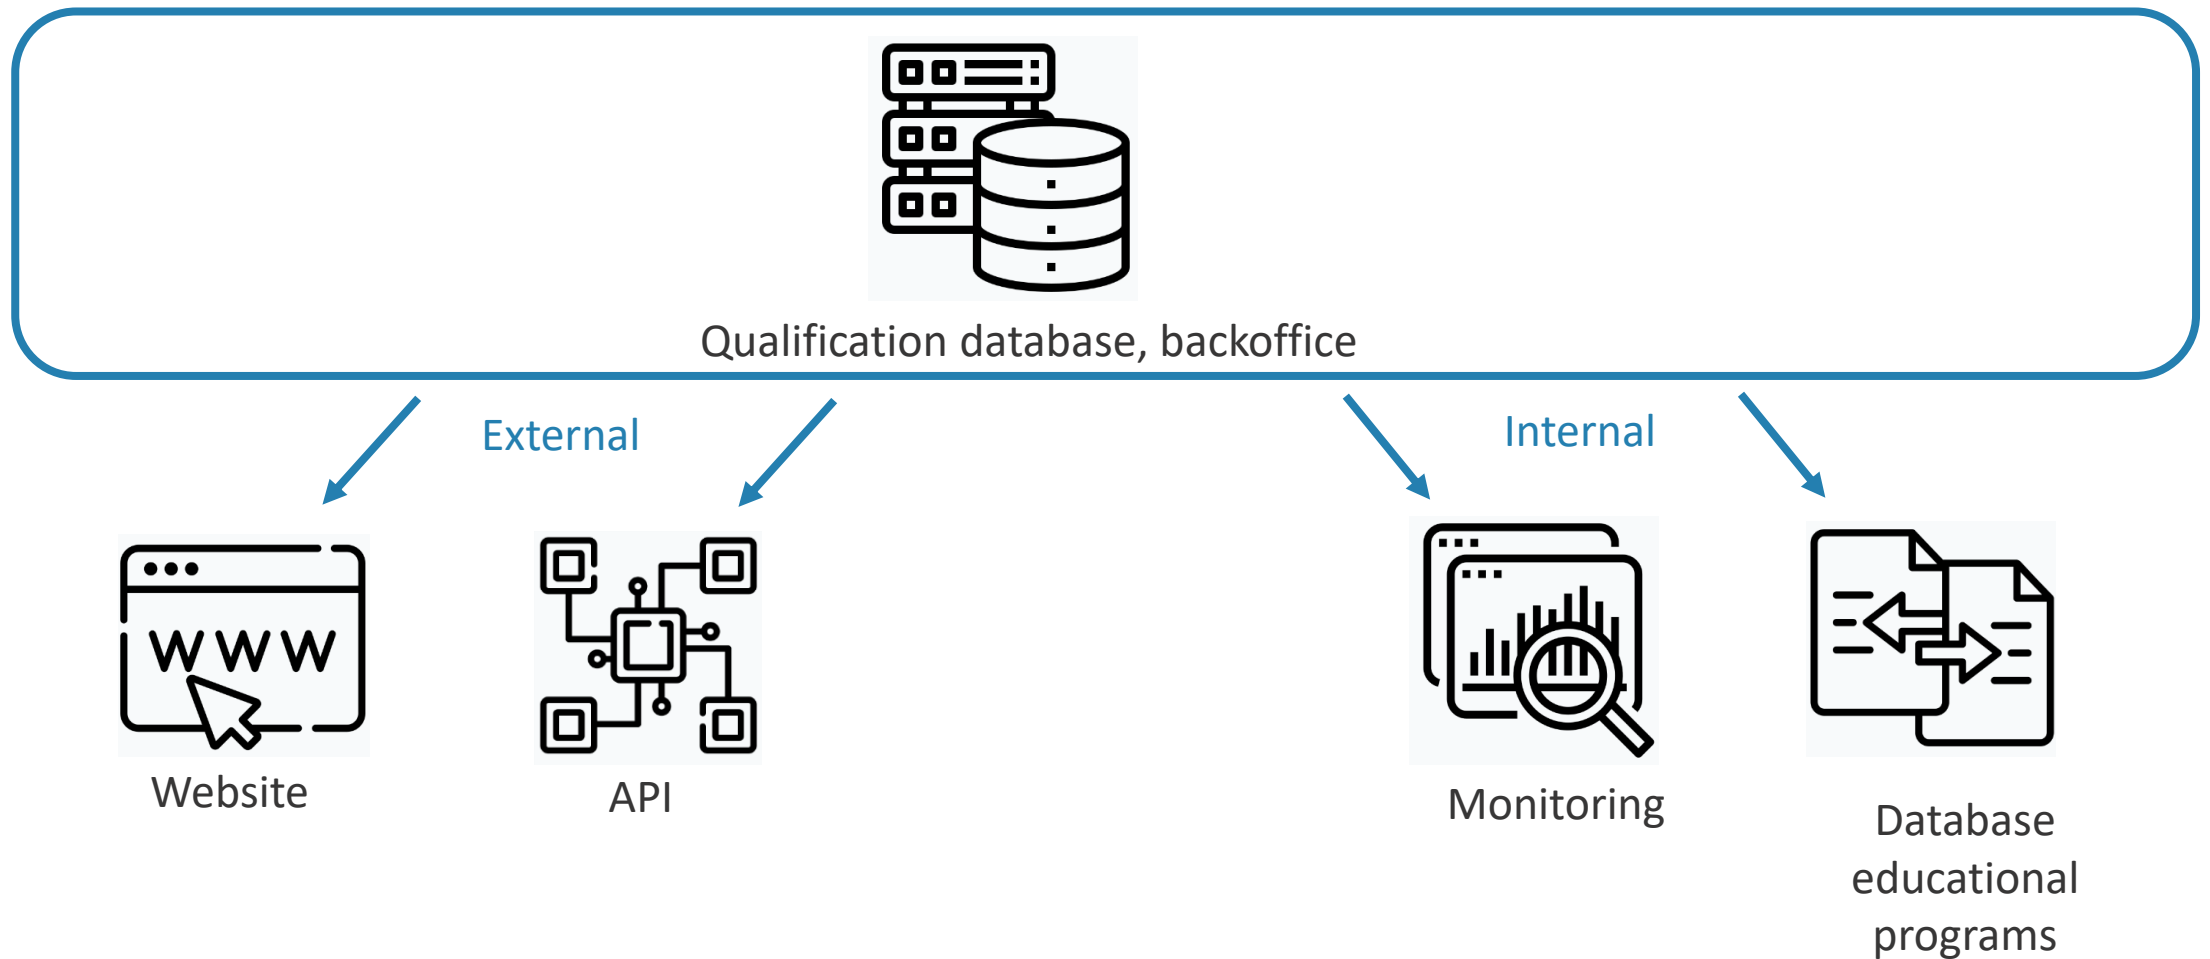 Qualification database, backoffice
External
Internal
WWW
Website
API
Monitoring
Database
educational
programs